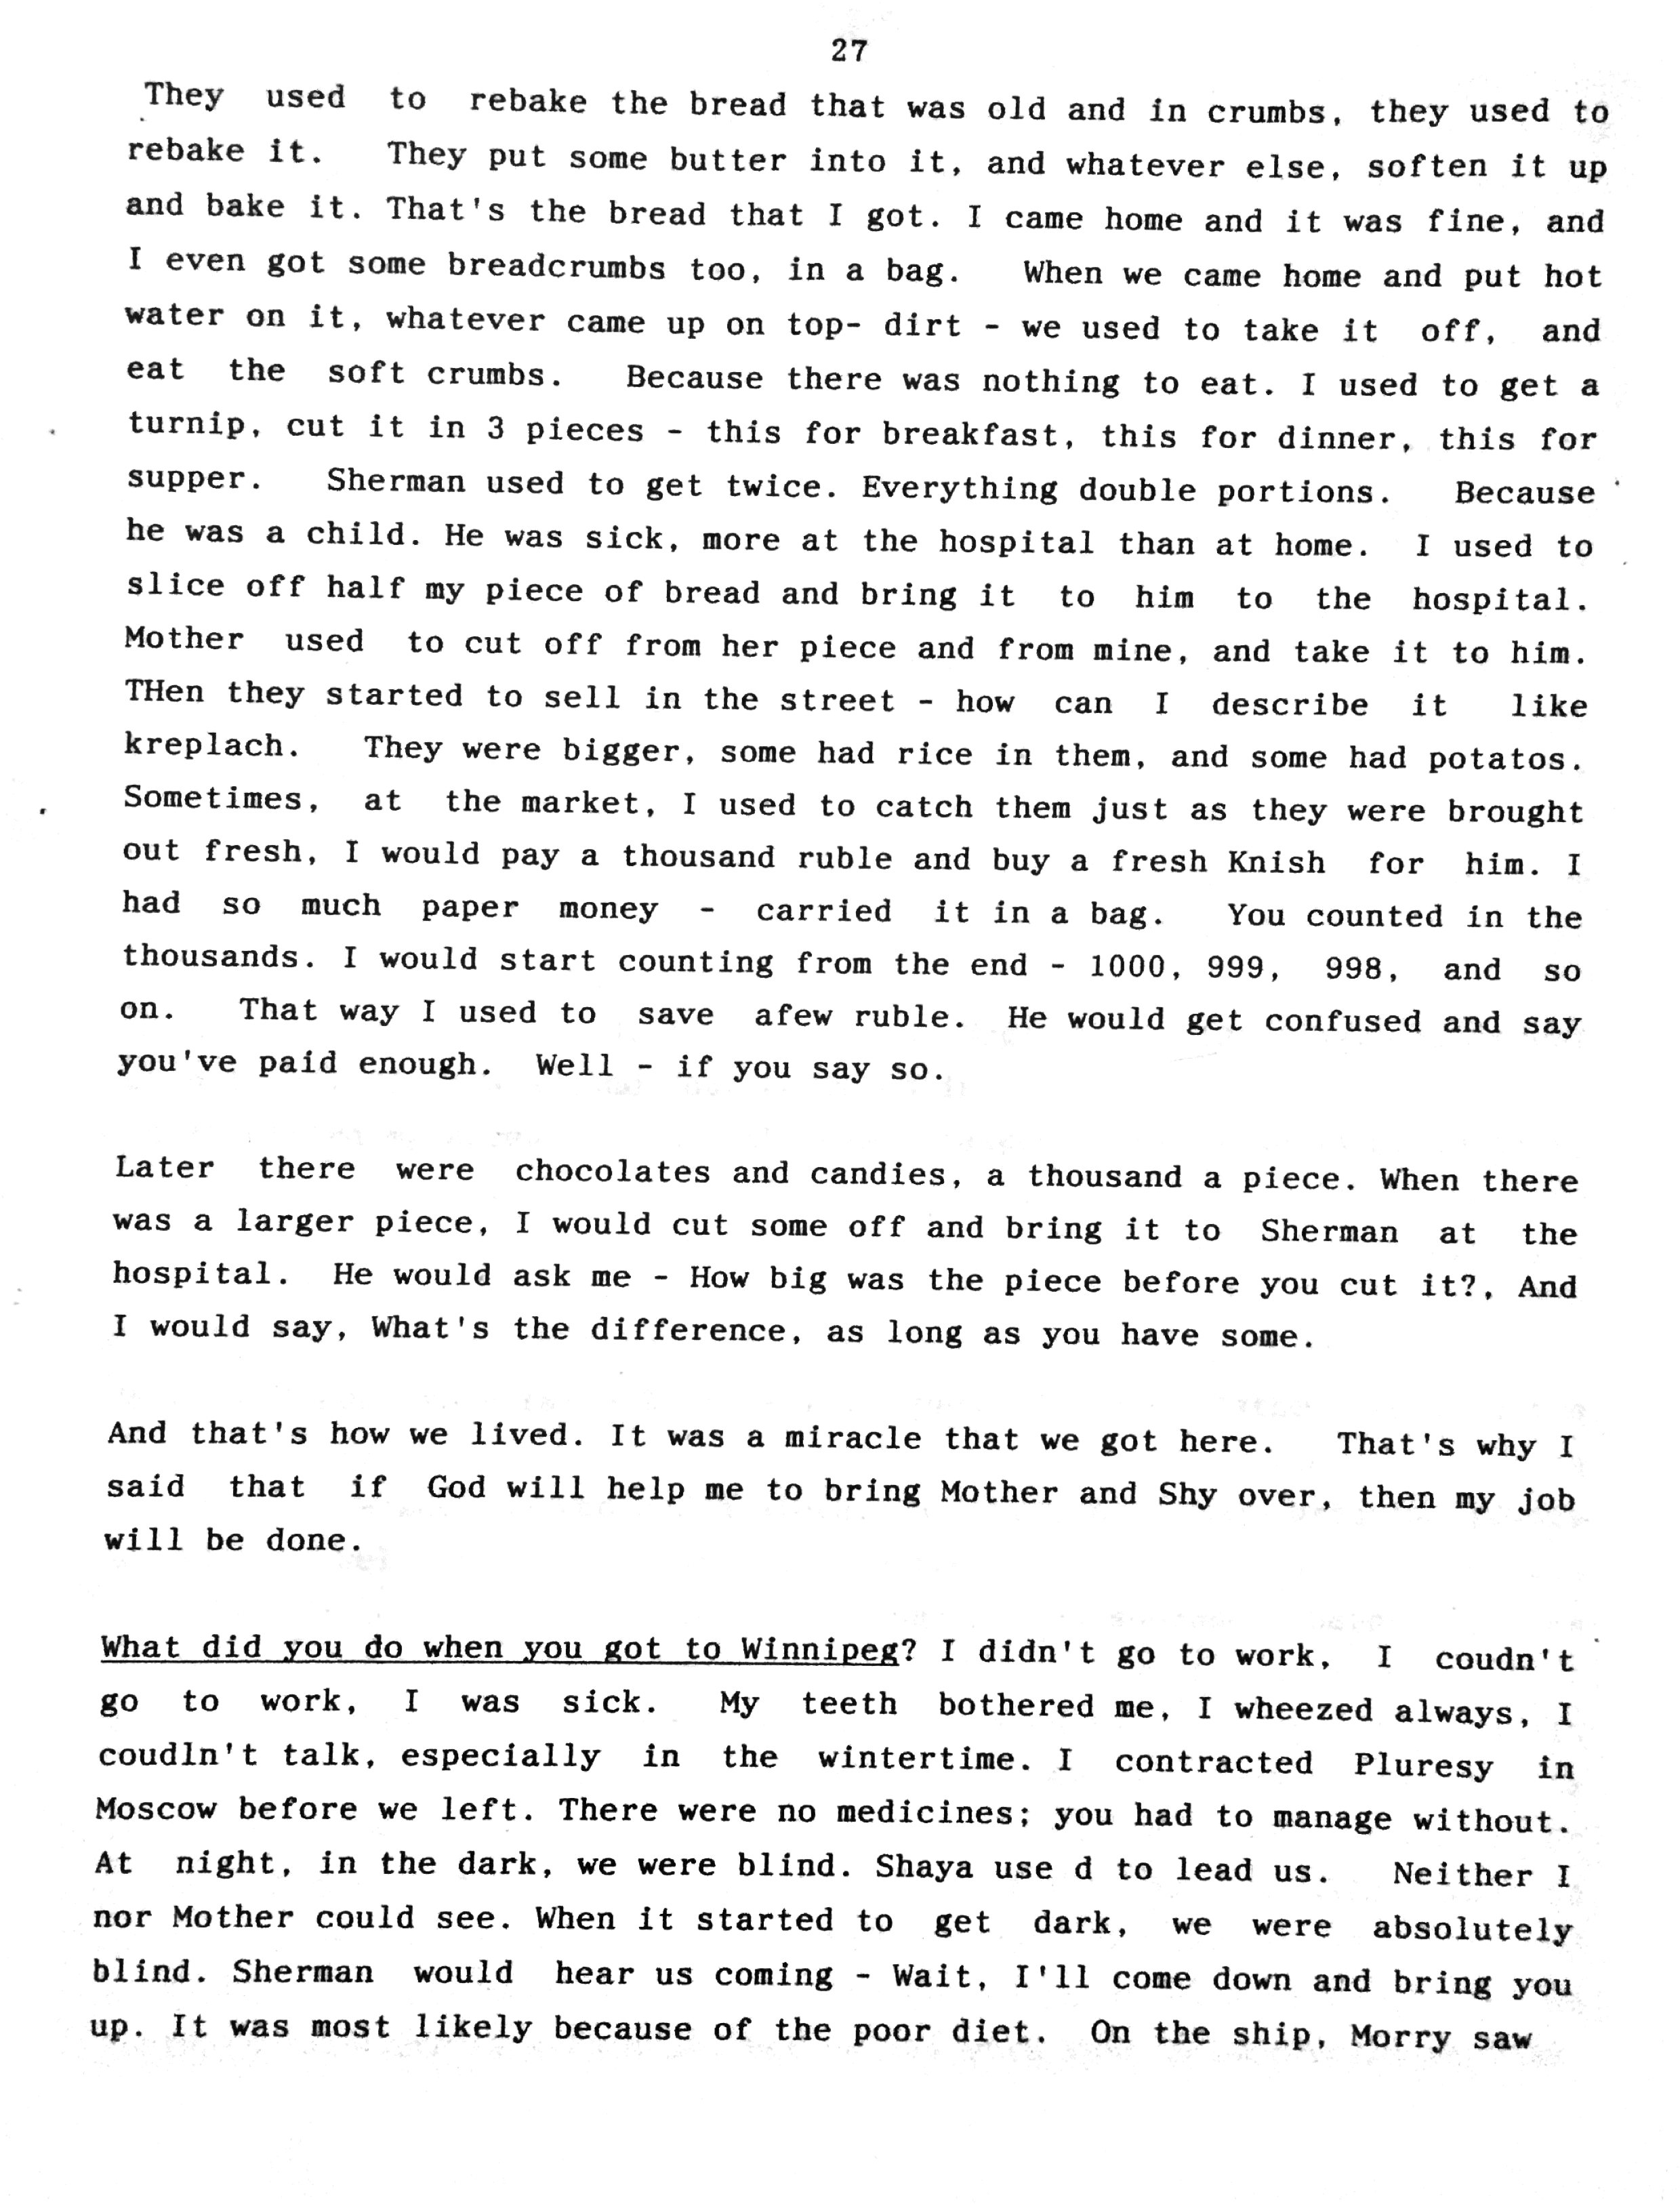 27
They used to rebake the bread that was old and in crumbs, they used to
rebake it. They put some butter into it, and whatever else, soften it up
and bake it. That's the bread that I got. I came home and it was fine, and
I even got some breadcrumbs too, in a bag. When we came home and put hot
water on it, whatever came up on top- dirt - we used to take it off, and
eat the soft crumbs. Because there was nothing to eat. I used to get a
turnip, cut it in 3 pieces - this for breakfast, this for dinner, this for
supper. Sherman used to get twice. Everything double portions. Because
he was a child. He was sick, more at the hospital than at home. I used to
slice off half my piece of bread and bring it to him to the hospital.
Mother used to cut off from her piece and from mine, and take it to him.
THen they started to sell in the street - how can I describe it like
kreplach. They were bigger, some had rice in them, and some had potatos.
Sometimes, at the market, I used to catch them just as they were brought
out fresh, I would pay a thousand ruble and buy a fresh Knish for him. I
had so much paper money - carried it in a bag. You counted in the
thousands. I would start counting from the end - 1000, 999, 998, and so
on. That way I used to save afew ruble. He would get confused and say
you've paid enough. Well - if you say so.
Later there were chocolates and candies, a thousand a piece. When there
was a larger piece, I would cut some off and bring it to Sherman at the
hospital. He would ask me - How big was the piece before you cut it?, And
I would say, What's the difference, as long as you have some.
And that's how we lived. It was a miracle that we got here. That's why I
said that if God will help me to bring Mother and Shy over, then my job
will be done.
What did you do when you got to Winnipeg? I didn't go to work, I coudn't
go to work, I was sick. My teeth bothered me, I wheezed always, I
coudln't talk, especially in the wintertime. I contracted Pluresy in
Moscow before we left. There were no medicines; you had to manage without.
At night, in the dark, we were blind. Shaya use d to lead us. Neither I
nor Mother could see. When it started to get dark, we were absolutely
blind. Sherman would hear us coming - Wait, I'll come down and bring you
up. It was most likely because of the poor diet. On the ship, Morry saw